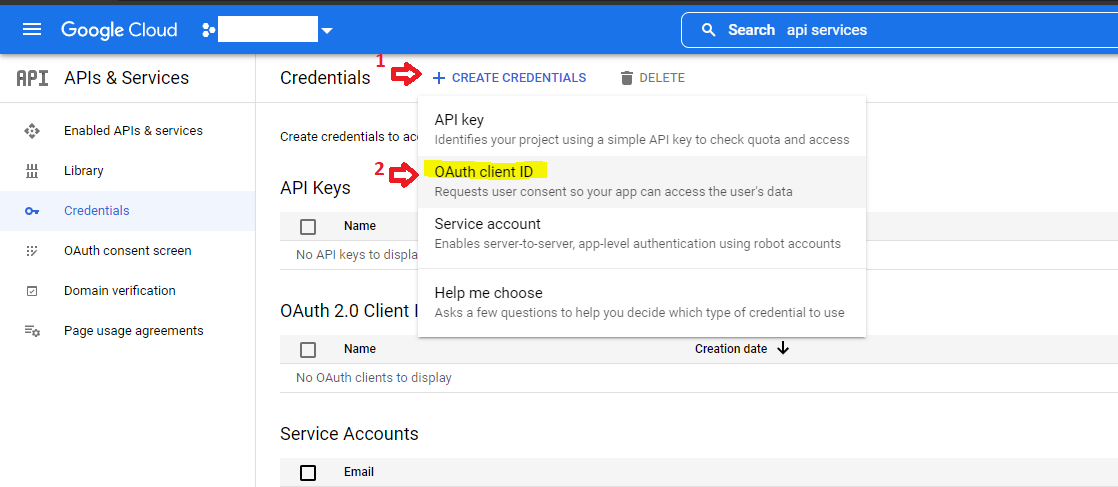 Google Cloud
Search api services
API APIs & Services
Credentials
1
+ CREATE CREDENTIALS
DELETE
Enabled APIs & services
Library
Credentials
OAuth consent screen
Domain verification
Page usage agreements
Create credentials to
API key
Identifies your project using a simple API key to check quota and access
2
OAuth client ID
Requests user consent so your app can access the user's data
Service account
Enables server-to-server, app-level authentication using robot accounts
Help me choose
Asks a few questions to help you decide which type of credential to use
API Keys
Name
No API keys to
OAuth 2.0 Client
Name
Creation date
No OAuth clients to display
Service Accounts
Email